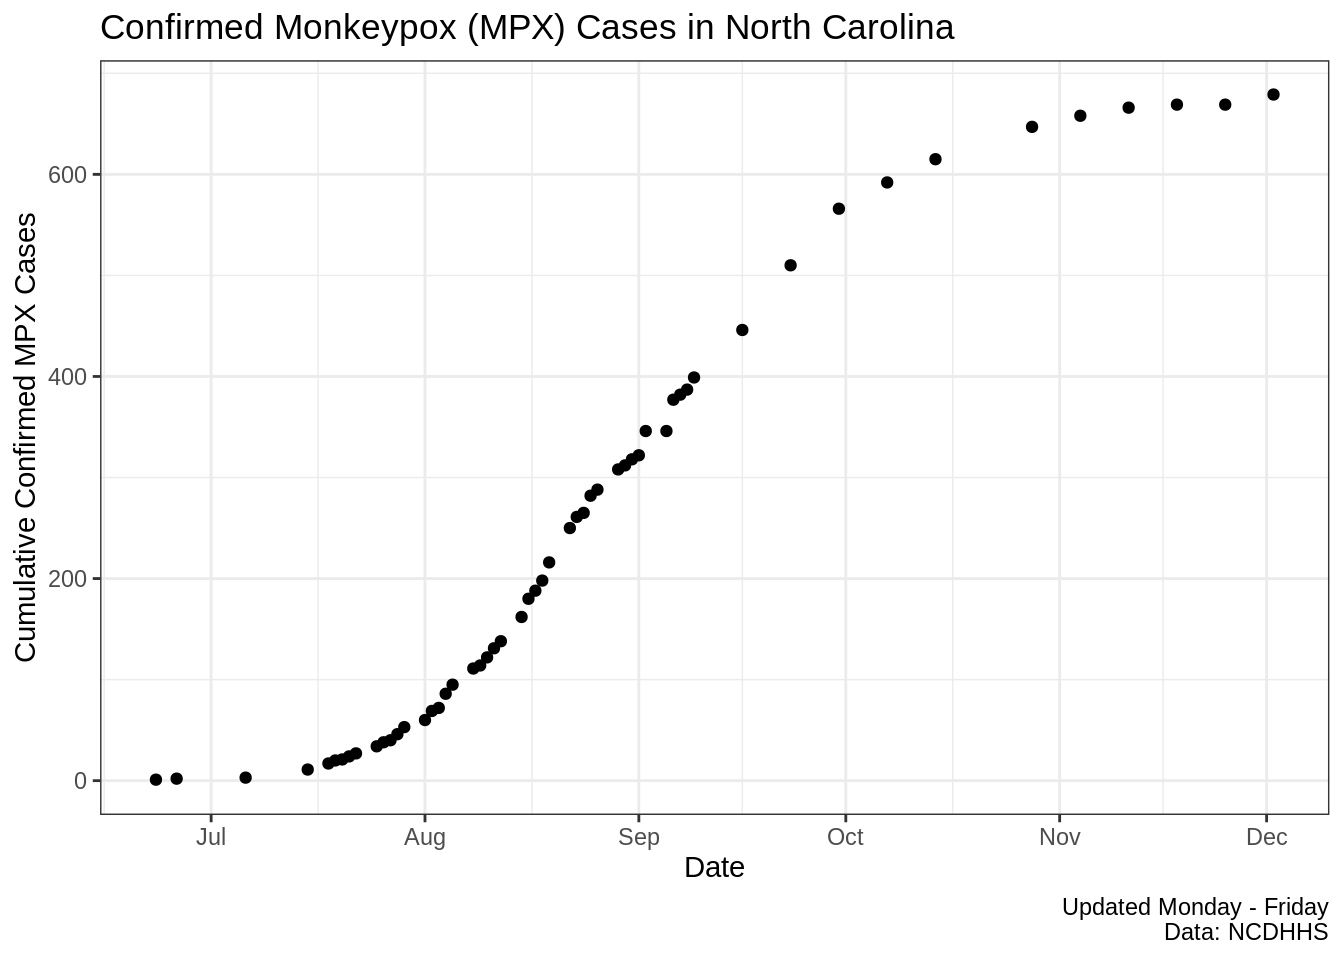 Confirmed Monkeypox (MPX) Cases in North Carolina
Cumulative Confirmed MPX Cases
600
400
200
0
Jul Aug Sep Oct Nov Dec
Date
Updated Monday - Friday
Data: NCDHHS